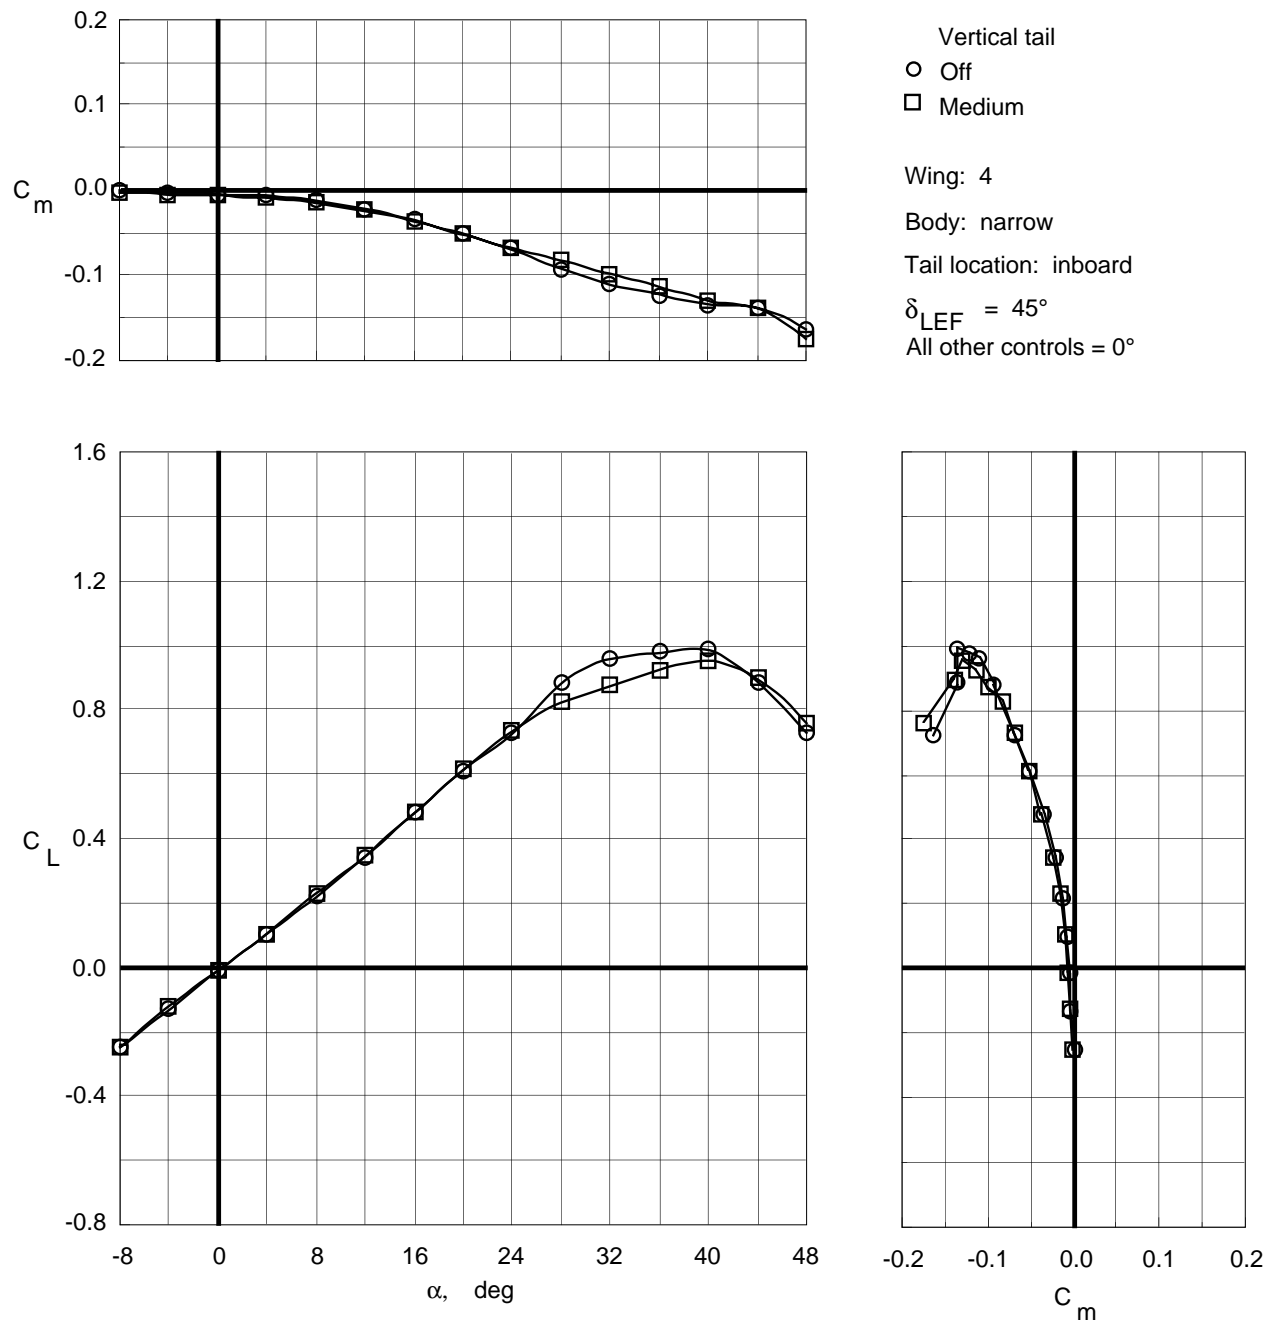 0.2
0.1
0.0
-0.1
-0.2
C m
Vertical tail
Off
Medium
Wing: 4
Body: narrow
Tail location: inboard
δLEF = 45°
All other controls = 0°
1.6
1.2
0.8
0.4
0.0
-0.4
-0.8
C L
-8 0 8 16 24 32 40 48
α, deg
-0.2 -0.1 0.0 0.1 0.2
C m